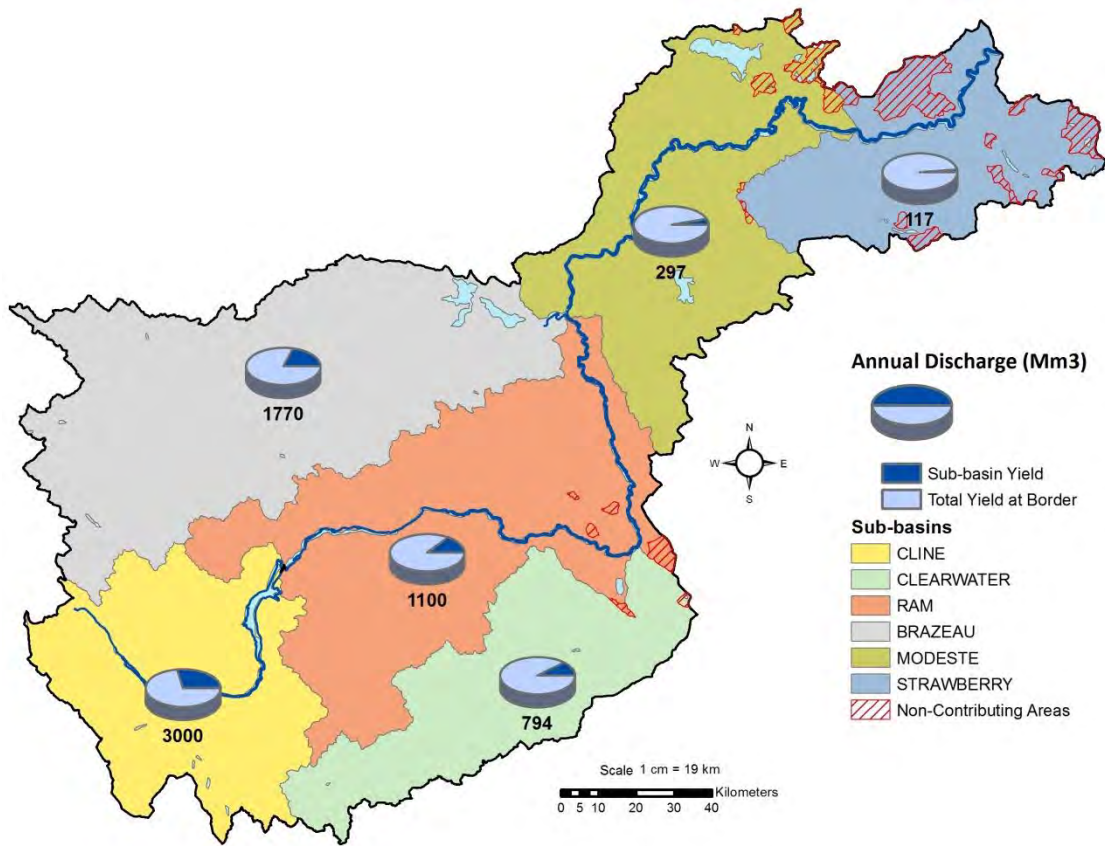 117
297
1770
1100
3000
794
N
W E
S
Scale 1 cm = 19 km
Kilometers
0 5 10 20 30 40
Annual Discharge (Mm3)
Sub-basin Yield
Total Yield at Border
Sub-basins
CLINE
CLEARWATER
RAM
BRAZEAU
MODESTE
STRAWBERRY
Non-Contributing Areas